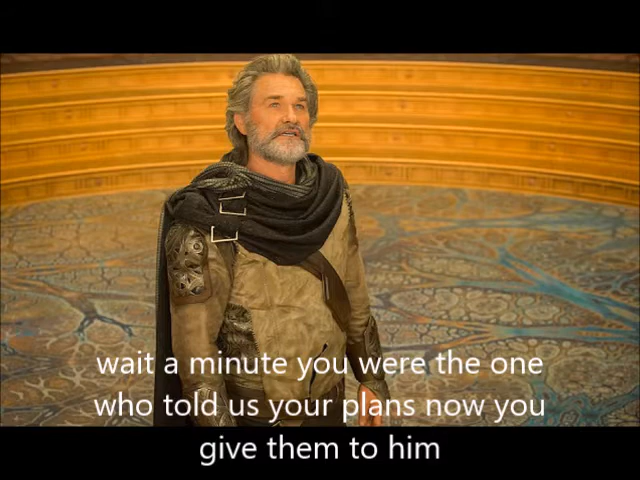 wait a minute you were the one
who told us your plans now you
give them to him